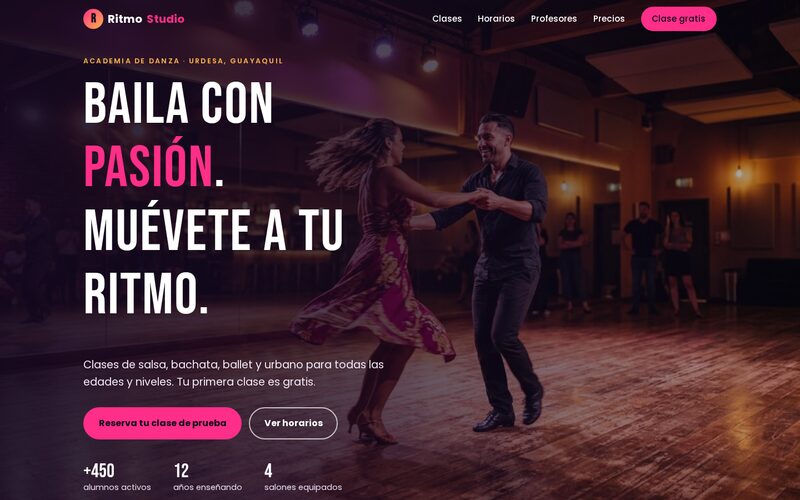 R Ritmo Studio
Clases Horarios Profesores Precios Clase gratis
ACADEMIA DE DANZA · URDESA, GUAYAQUIL
BAILA CON
PASIÓN.
MUÉVETE A TU
RITMO.
Clases de salsa, bachata, ballet y urbano para todas las
edades y niveles. Tu primera clase es gratis.
Reserva tu clase de prueba Ver horarios
+450 12 4
alumnos activos años enseñando salones equipados